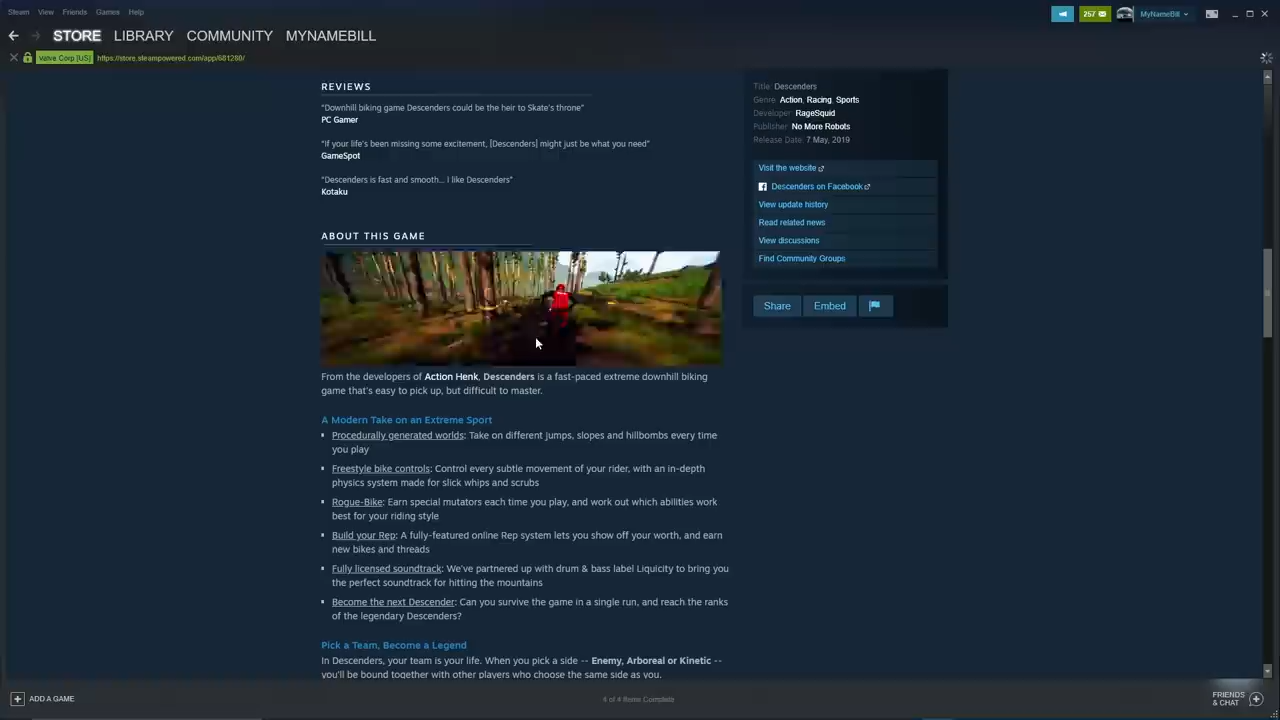 Steam View Friends Games Help
257
MyNameBill
STORE LIBRARY COMMUNITY MYNAMEBILL
Valve Corp [US] https://store.steampowered.com/app/681280/
REVIEWS
"Downhill biking game Descenders could be the heir to Skate's throne"
PC Gamer
"If your life's been missing some excitement, [Descenders] might just be what you need"
GameSpot
"Descenders is fast and smooth... I like Descenders"
Kotaku
ABOUT THIS GAME
From the developers of Action Henk, Descenders is a fast-paced extreme downhill biking
game that's easy to pick up, but difficult to master.
A Modern Take on an Extreme Sport
Procedurally generated worlds: Take on different jumps, slopes and hillbombs every time
you play
Freestyle bike controls: Control every subtle movement of your rider, with an in-depth
physics system made for slick whips and scrubs
Rogue-Bike: Earn special mutators each time you play, and work out which abilities work
best for your riding style
Build your Rep: A fully-featured online Rep system lets you show off your worth, and earn
new bikes and threads
Fully licensed soundtrack: We've partnered up with drum & bass label Liquicity to bring you
the perfect soundtrack for hitting the mountains
Become the next Descender: Can you survive the game in a single run, and reach the ranks
of the legendary Descenders?
Pick a Team, Become a Legend
In Descenders, your team is your life. When you pick a side -- Enemy, Arboreal or Kinetic --
you'll be bound together with other players who choose the same side as you.
Title: Descenders
Genre: Action, Racing, Sports
Developer: RageSquid
Publisher: No More Robots
Release Date: 7 May, 2019
Visit the website
Descenders on Facebook
View update history
Read related news
View discussions
Find Community Groups
Share Embed
ADD A GAME
4 of 4 Items Complete
FRIENDS
& CHAT